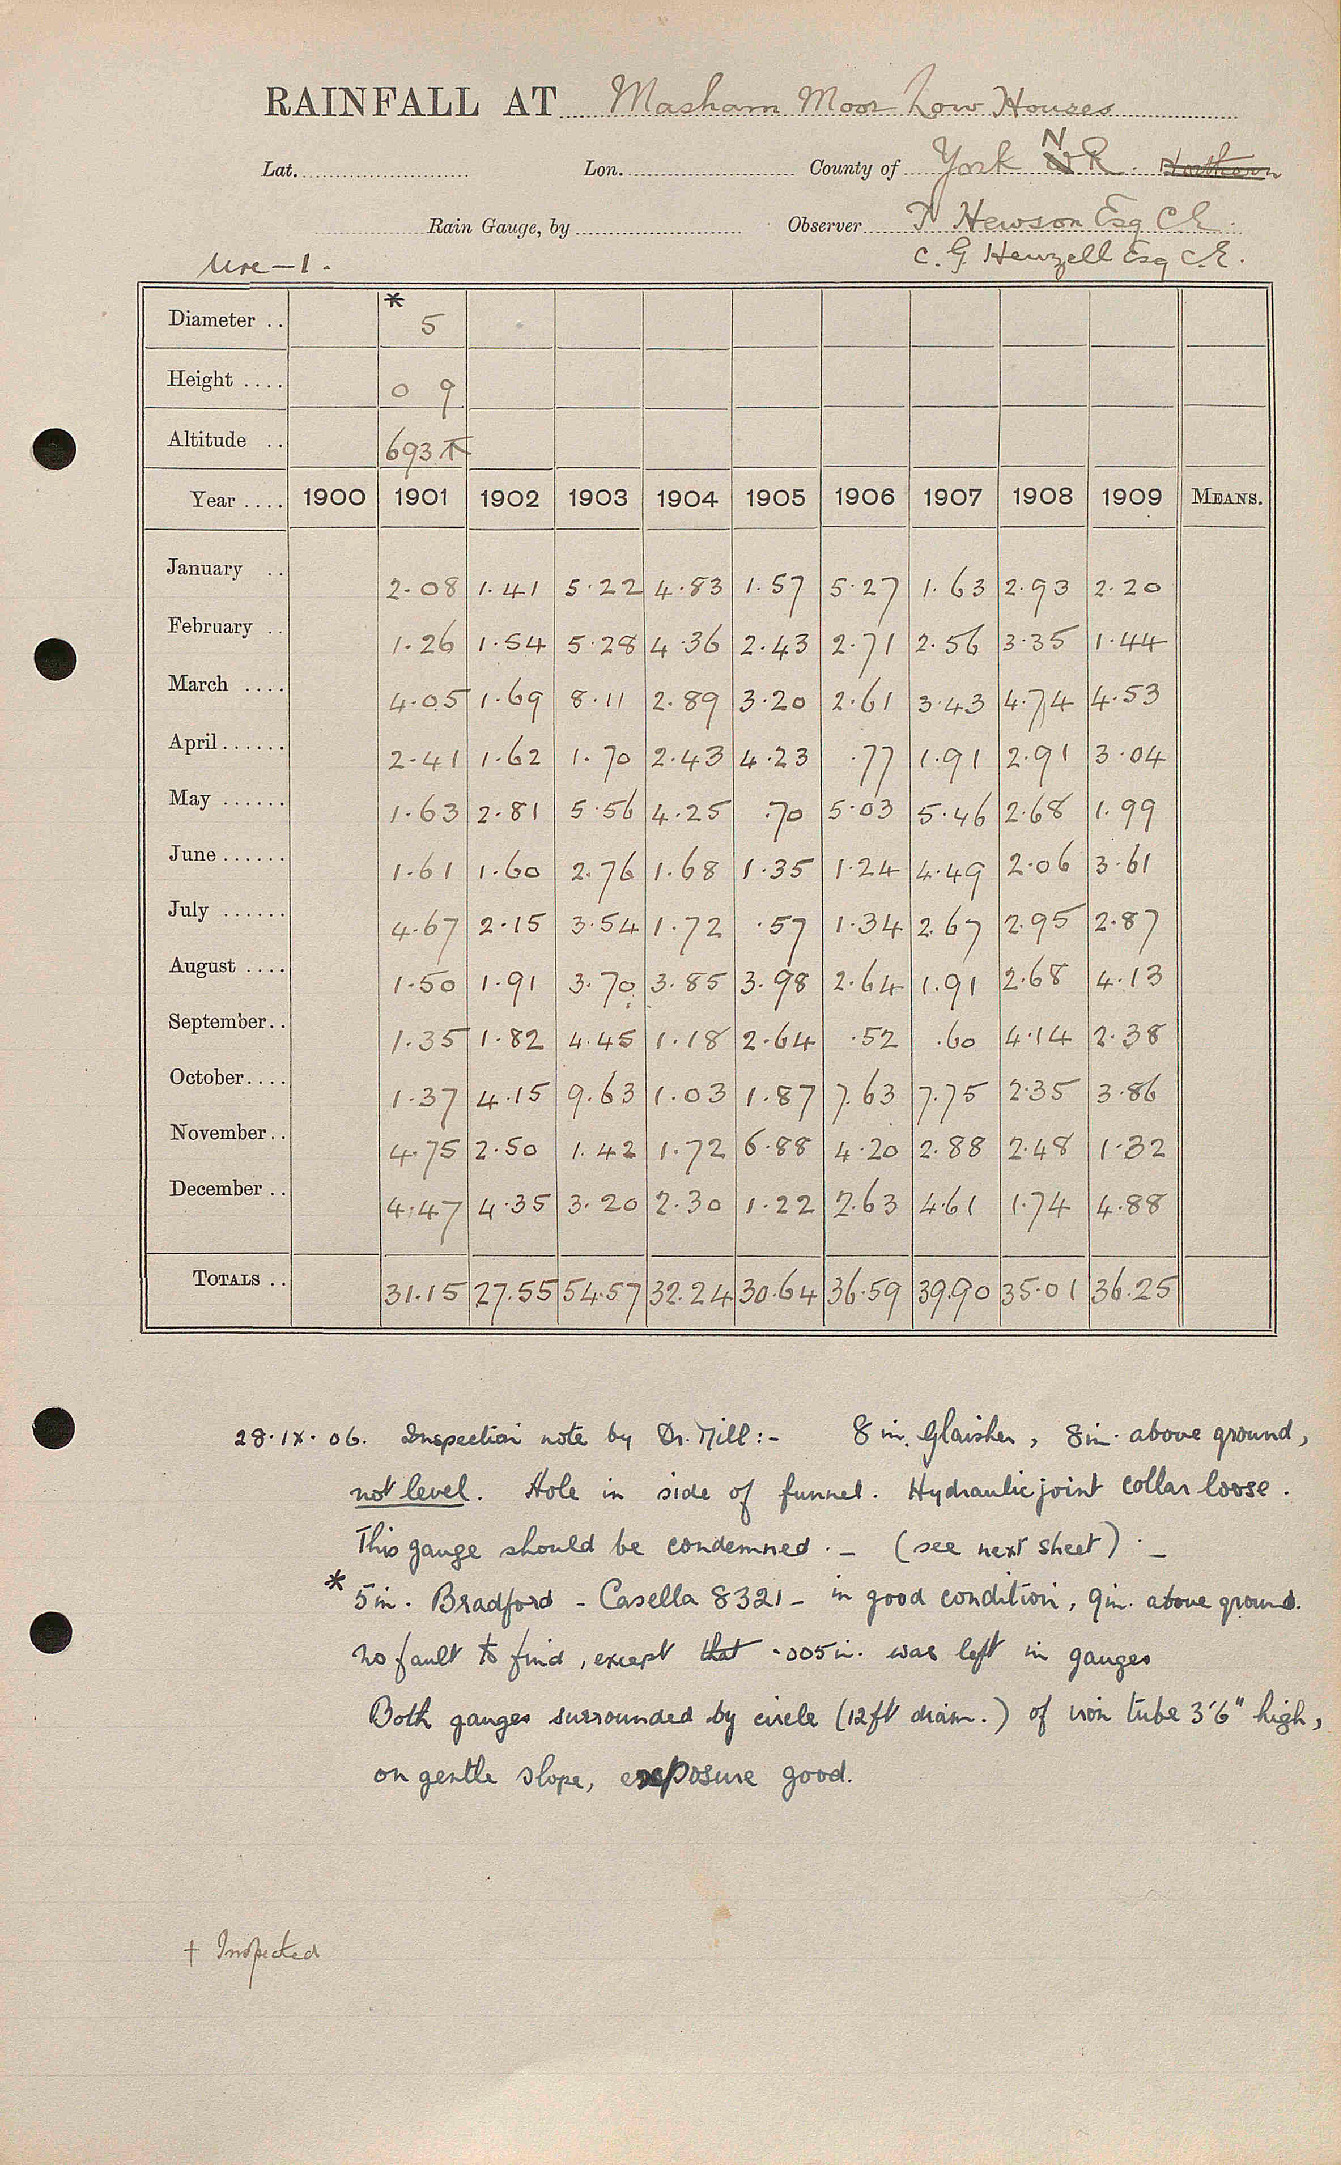 RAINFALL AT Masham Moor Low Houses
Lat. Lon. County of York N R.
Rain Gauge, by Observer T Hewson Esq C.E.
Ure - 1. C. G Henzell Esq C.E.
*
Diameter .. 5
Height .... 0 9
Altitude .. 693
Year .... 1900 1901 1902 1903 1904 1905 1906 1907 1908 1909 MEANS.
January .. 2.08 1.41 5.22 4.83 1.57 5.27 1.63 2.93 2.20
February .. 1.26 1.54 5.28 4.36 2.43 2.71 2.56 3.35 1.44
March .... 4.05 1.69 8.11 2.89 3.20 2.61 3.43 4.74 4.53
April...... 2.41 1.62 1.70 2.43 4.23 .77 1.91 2.91 3.04
May ...... 1.63 2.81 5.56 4.25 .70 5.03 5.46 2.68 1.99
June...... 1.61 1.60 2.76 1.68 1.35 1.24 4.49 2.06 3.61
July ...... 4.67 2.15 3.54 1.72 .57 1.34 2.67 2.95 2.87
August .... 1.50 1.91 3.70 3.85 3.98 2.64 1.91 2.68 4.13
September.. 1.35 1.82 4.45 1.18 2.64 .52 .60 4.14 2.38
October.... 1.37 4.15 9.63 1.03 1.87 7.63 7.75 2.35 3.86
November.. 4.75 2.50 1.42 1.72 6.88 4.20 2.88 2.48 1.32
December .. 4.47 4.35 3.20 2.30 1.22 2.63 4.61 1.74 4.88
TOTALS .. 31.15 27.55 54.57 32.24 30.64 36.59 39.90 35.01 36.25
28.IX.06. Inspection note by Dr. Mill:- 8 in. Glaisher, 8in. above ground,
not level. Hole in side of funnel. Hydraulic joint collar loose.
This gauge should be condemned. - (see next sheet). -
* 5in. Bradford - Casella 8321 - in good condition, 9in. above ground.
no fault to find, except that .005in. was left in gauges
Both gauges surrounded by circle (12ft diam.) of iron tube 3'6" high,
on gentle slope, exposure good.
† Inspected